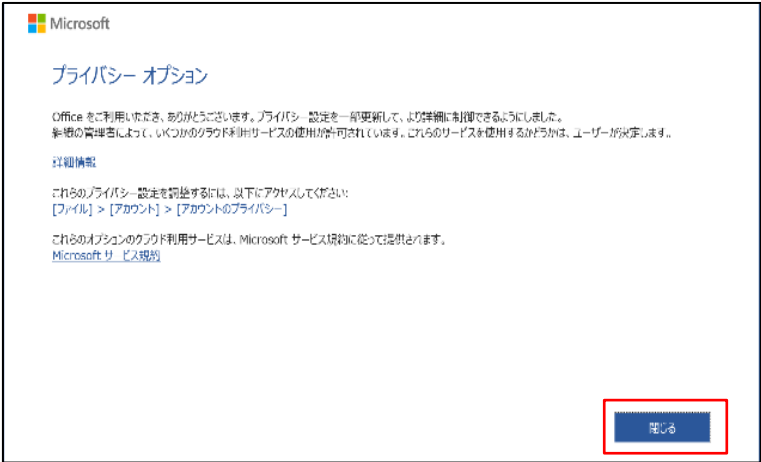 Microsoft
プライバシー オプション
Office をご利用いただき、ありがとうございます。プライバシー設定を一部更新して、より詳細に制御できるようにしました。
組織の管理者によって、いくつかのクラウド利用サービスの使用が許可されています。これらのサービスを使用するかどうかは、ユーザーが決定します。
詳細情報
これらのプライバシー設定を調整するには、以下にアクセスしてください:
[ファイル] > [アカウント] > [アカウントのプライバシー]
これらのオプションのクラウド利用サービスは、Microsoft サービス規約に従って提供されます。
Microsoft サービス規約
閉じる